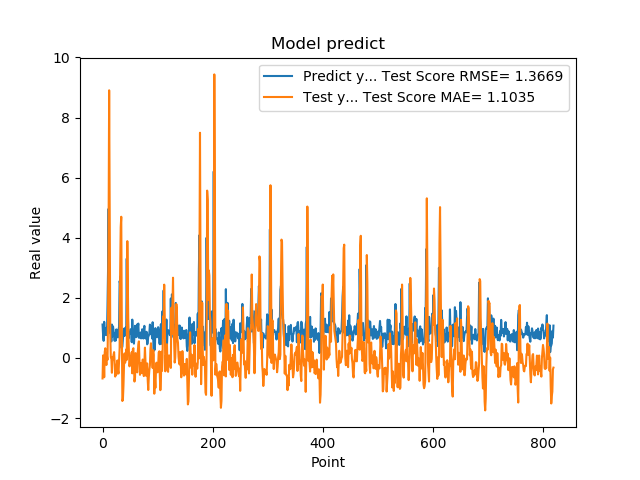 Model predict
Predict y... Test Score RMSE= 1.3669
Test y... Test Score MAE= 1.1035
10
8
6
4
2
0
−2
Real value
0 200 400 600 800
Point